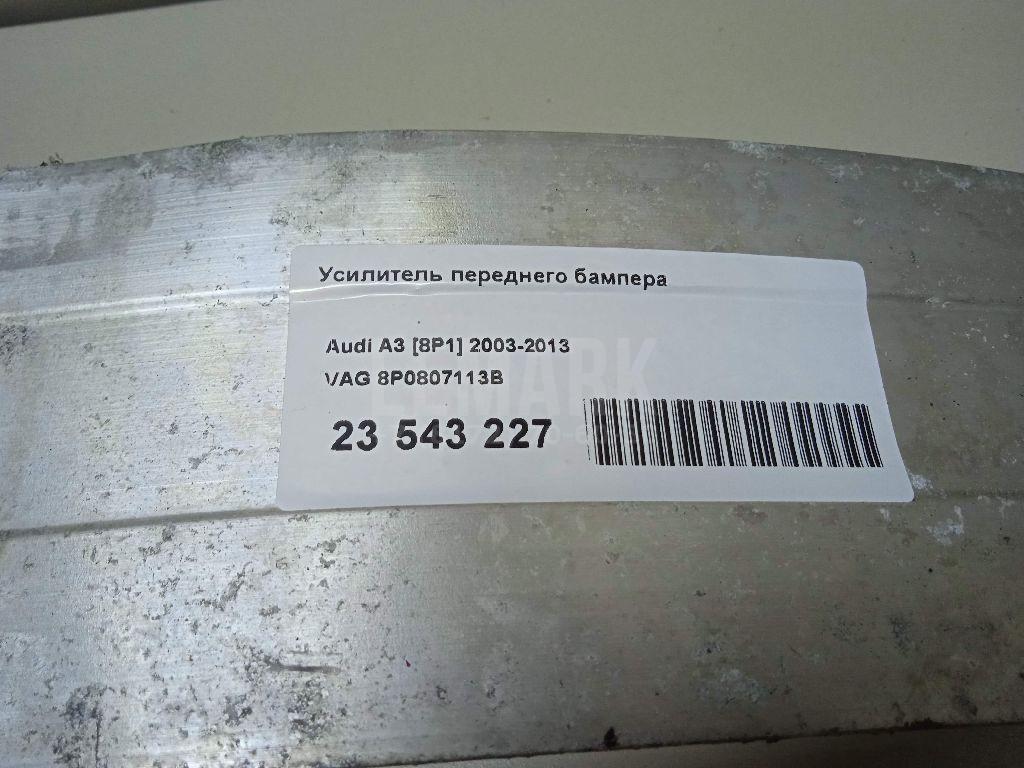 Усилитель переднего бампера
Audi A3 [8P1] 2003-2013
VAG 8P0807113B
23 543 227